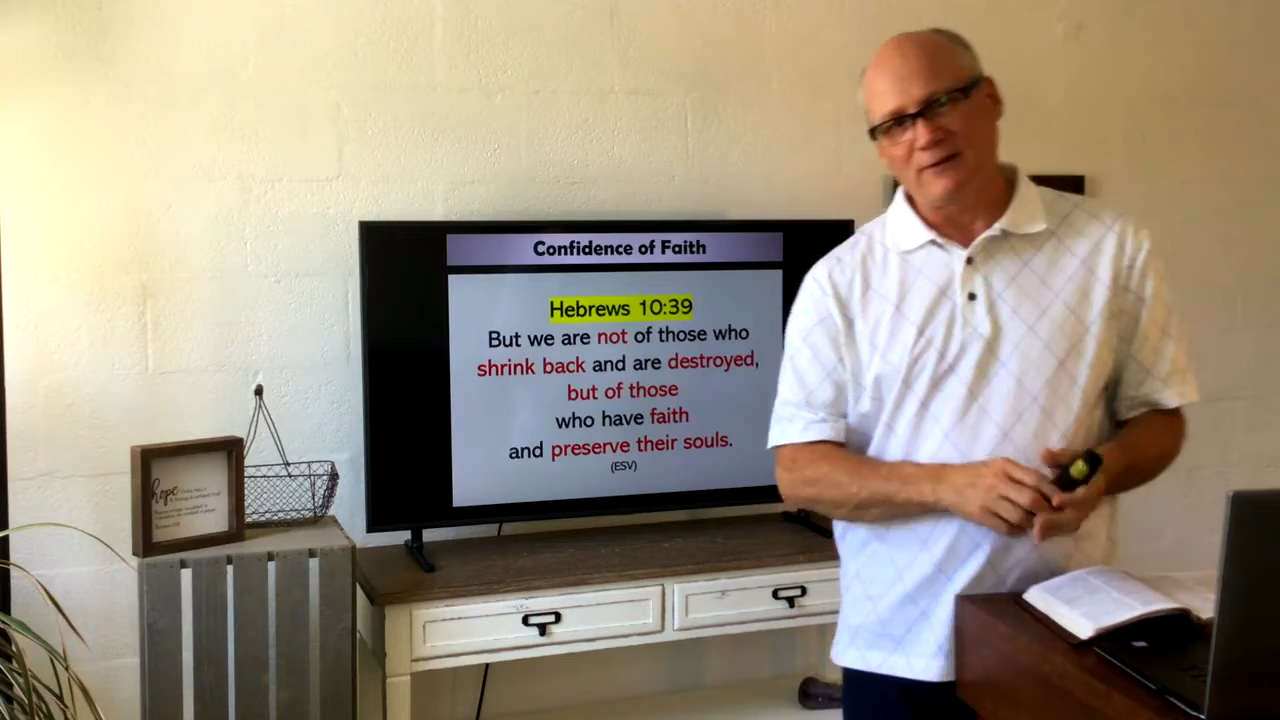 Confidence of Faith
Hebrews 10:39
But we are not of those who
shrink back and are destroyed,
but of those
who have faith
and preserve their souls.
(ESV)
hope